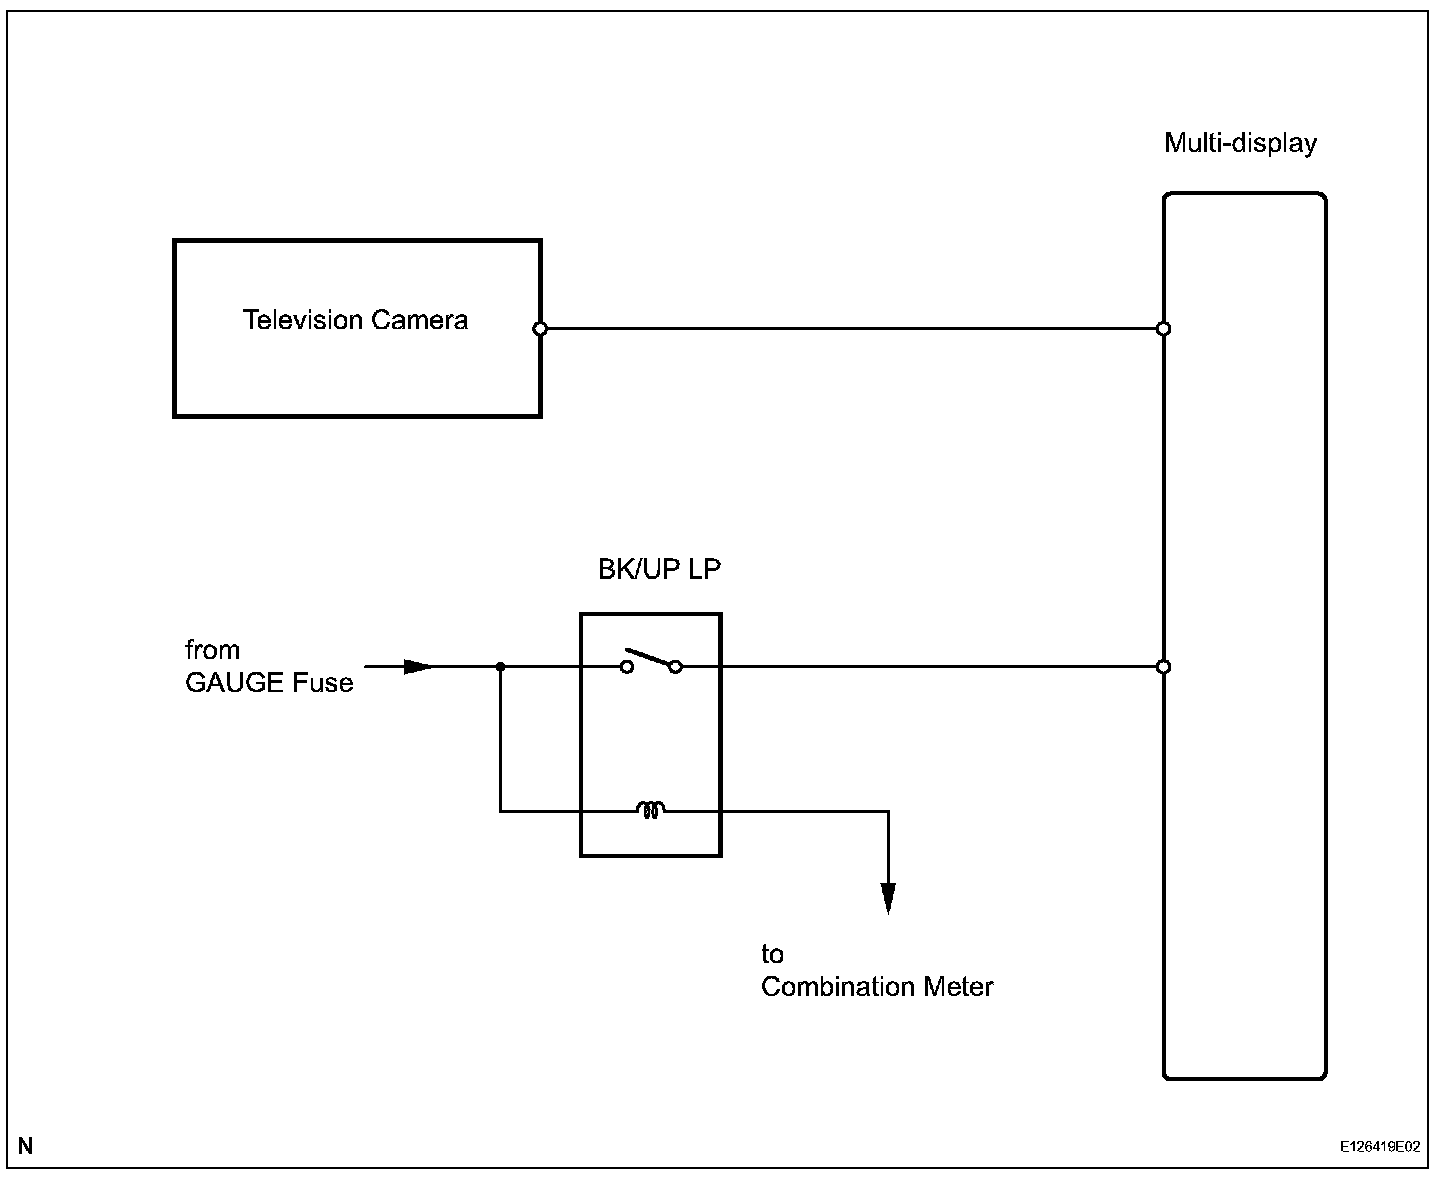 Multi-display
Television Camera
BK/UP LP
from
GAUGE Fuse
to
Combination Meter
N
E126419E02